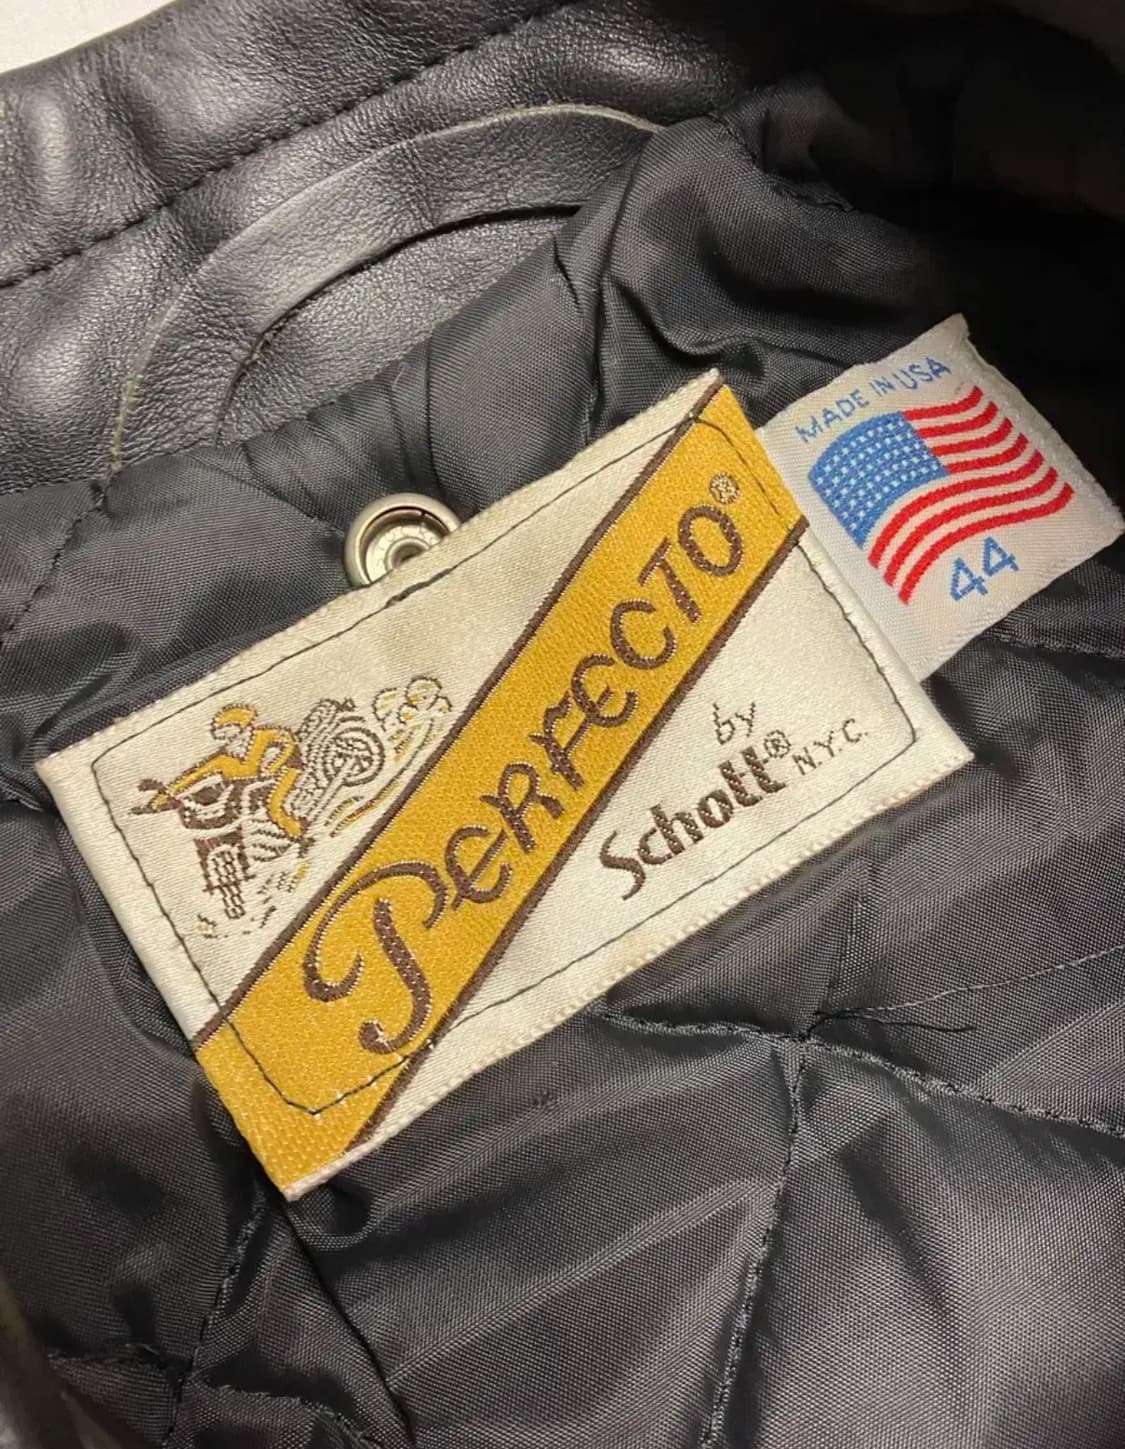 MADE IN USA
44
PERFECTO®
by
Schott® N.Y.C.